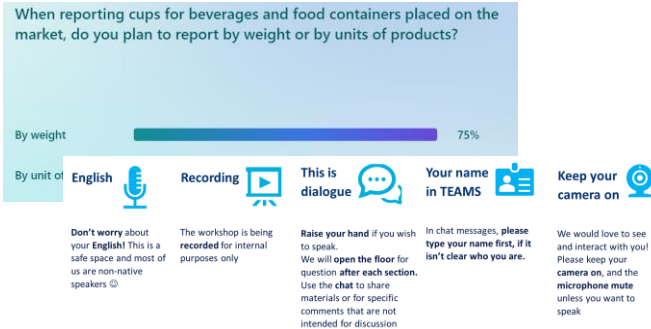 When reporting cups for beverages and food containers placed on the
market, do you plan to report by weight or by units of products?
By weight
75%
By unit of
English
Recording
This is
dialogue
Your name
in TEAMS
Keep your
camera on
Don't worry about
your English! This is a
safe space and most of
us are non-native
speakers ☺
The workshop is being
recorded for internal
purposes only
Raise your hand if you wish
to speak.
We will open the floor for
question after each section.
Use the chat to share
materials or for specific
comments that are not
intended for discussion
In chat messages, please
type your name first, if it
isn't clear who you are.
We would love to see
and interact with you!
Please keep your
camera on, and the
microphone mute
unless you want to
speak